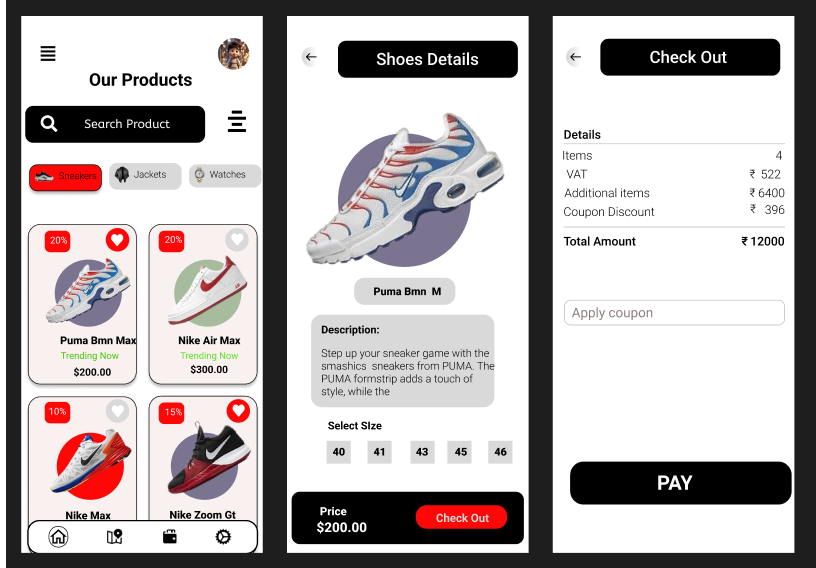 Our Products
Search Product
Sneakers
Jackets
Watches
20%
20%
Puma Bmn Max
Trending Now
$200.00
Nike Air Max
Trending Now
$300.00
10%
15%
Nike Max
Nike Zoom Gt
Shoes Details
Puma Bmn M
Description:
Step up your sneaker game with the
smashics sneakers from PUMA. The
PUMA formstrip adds a touch of
style, while the
Select SIze
40 41 43 45 46
Price
$200.00
Check Out
Check Out
Details
Items 4
VAT ₹ 522
Additional items ₹ 6400
Coupon Discount ₹ 396
Total Amount ₹ 12000
Apply coupon
PAY